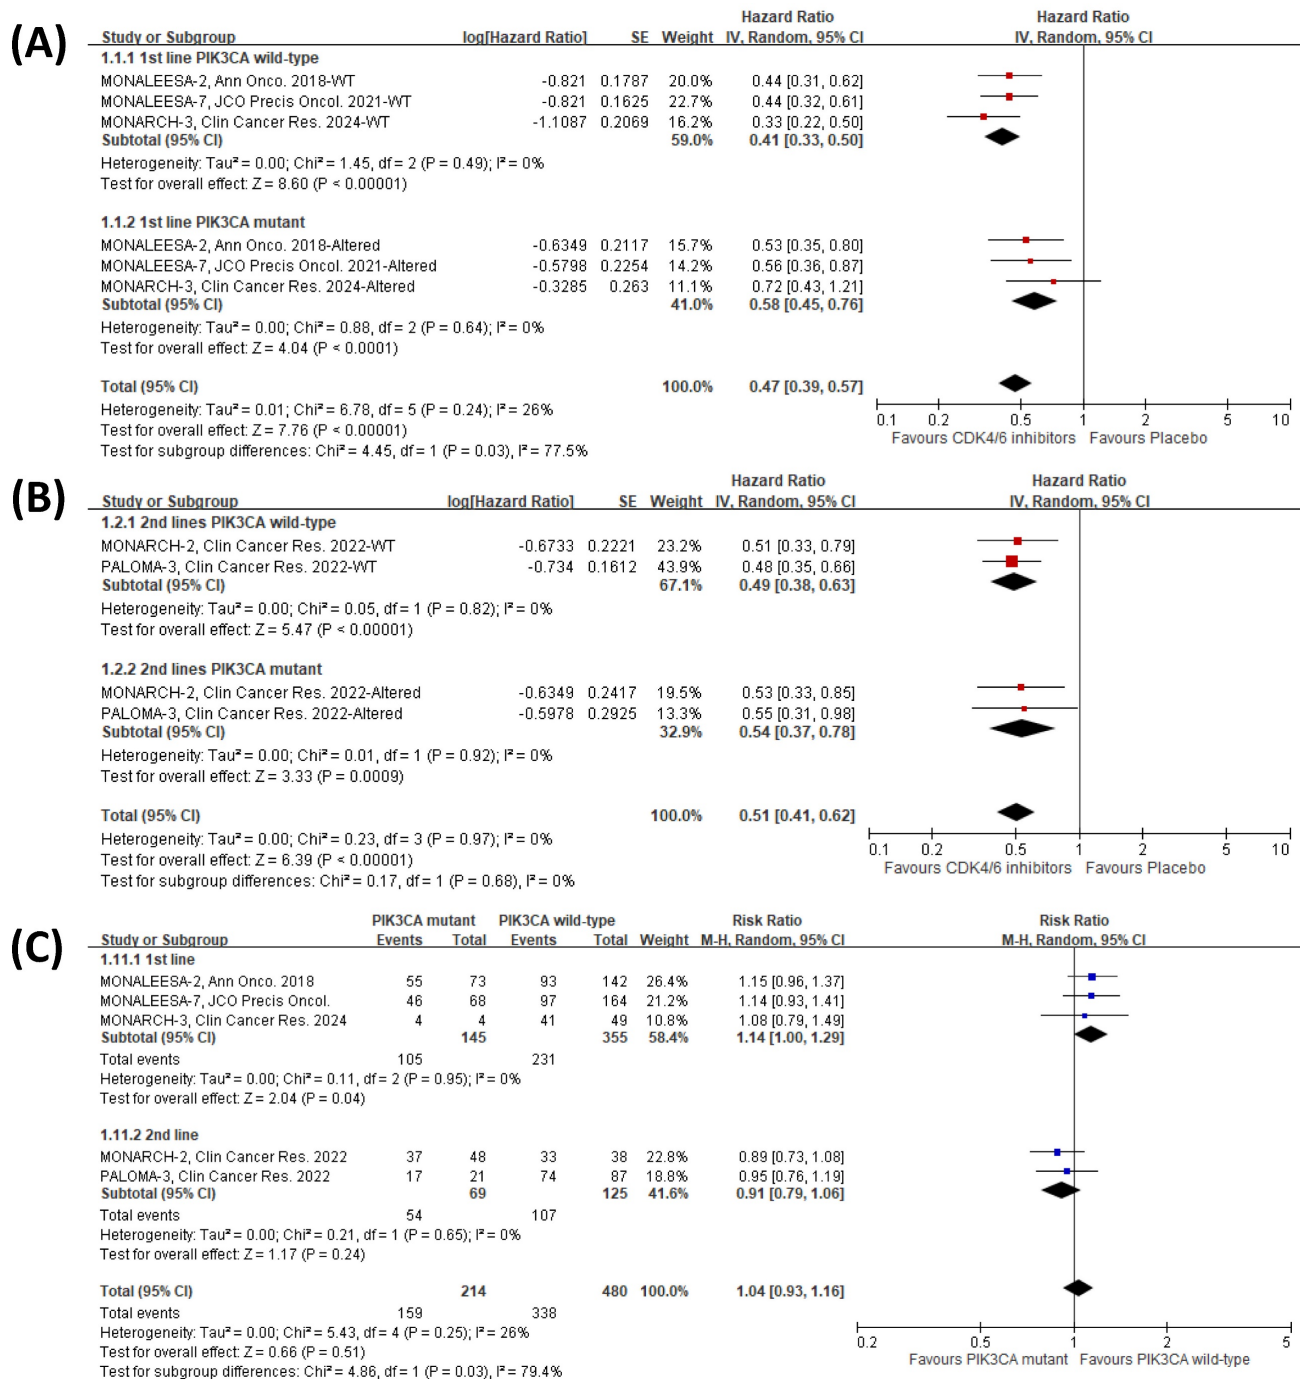 (A)
Hazard Ratio Hazard Ratio
Study or Subgroup log[Hazard Ratio] SE Weight IV, Random, 95% CI IV, Random, 95% CI
1.1.1 1st line PIK3CA wild-type
MONALEESA-2, Ann Onco. 2018-WT -0.821 0.1787 20.0% 0.44 [0.31, 0.62]
MONALEESA-7, JCO Precis Oncol. 2021-WT -0.821 0.1625 22.7% 0.44 [0.32, 0.61]
MONARCH-3, Clin Cancer Res. 2024-WT -1.1087 0.2069 16.2% 0.33 [0.22, 0.50]
Subtotal (95% CI) 59.0% 0.41 [0.33, 0.50]
Heterogeneity: Tau² = 0.00; Chi² = 1.45, df = 2 (P = 0.49); I² = 0%
Test for overall effect: Z = 8.60 (P < 0.00001)
1.1.2 1st line PIK3CA mutant
MONALEESA-2, Ann Onco. 2018-Altered -0.6349 0.2117 15.7% 0.53 [0.35, 0.80]
MONALEESA-7, JCO Precis Oncol. 2021-Altered -0.5798 0.2254 14.2% 0.56 [0.36, 0.87]
MONARCH-3, Clin Cancer Res. 2024-Altered -0.3285 0.263 11.1% 0.72 [0.43, 1.21]
Subtotal (95% CI) 41.0% 0.58 [0.45, 0.76]
Heterogeneity: Tau² = 0.00; Chi² = 0.88, df = 2 (P = 0.64); I² = 0%
Test for overall effect: Z = 4.04 (P < 0.0001)
Total (95% CI) 100.0% 0.47 [0.39, 0.57]
Heterogeneity: Tau² = 0.01; Chi² = 6.78, df = 5 (P = 0.24); I² = 26%
Test for overall effect: Z = 7.76 (P < 0.00001)
Test for subgroup differences: Chi² = 4.45, df = 1 (P = 0.03), I² = 77.5%
0.1 0.2 0.5 1 2 5 10
Favours CDK4/6 inhibitors Favours Placebo
(B)
Hazard Ratio Hazard Ratio
Study or Subgroup log[Hazard Ratio] SE Weight IV, Random, 95% CI IV, Random, 95% CI
1.2.1 2nd lines PIK3CA wild-type
MONARCH-2, Clin Cancer Res. 2022-WT -0.6733 0.2221 23.2% 0.51 [0.33, 0.79]
PALOMA-3, Clin Cancer Res. 2022-WT -0.734 0.1612 43.9% 0.48 [0.35, 0.66]
Subtotal (95% CI) 67.1% 0.49 [0.38, 0.63]
Heterogeneity: Tau² = 0.00; Chi² = 0.05, df = 1 (P = 0.82); I² = 0%
Test for overall effect: Z = 5.47 (P < 0.00001)
1.2.2 2nd lines PIK3CA mutant
MONARCH-2, Clin Cancer Res. 2022-Altered -0.6349 0.2417 19.5% 0.53 [0.33, 0.85]
PALOMA-3, Clin Cancer Res. 2022-Altered -0.5978 0.2925 13.3% 0.55 [0.31, 0.98]
Subtotal (95% CI) 32.9% 0.54 [0.37, 0.78]
Heterogeneity: Tau² = 0.00; Chi² = 0.01, df = 1 (P = 0.92); I² = 0%
Test for overall effect: Z = 3.33 (P = 0.0009)
Total (95% CI) 100.0% 0.51 [0.41, 0.62]
Heterogeneity: Tau² = 0.00; Chi² = 0.23, df = 3 (P = 0.97); I² = 0%
Test for overall effect: Z = 6.39 (P < 0.00001)
Test for subgroup differences: Chi² = 0.17, df = 1 (P = 0.68), I² = 0%
0.1 0.2 0.5 1 2 5 10
Favours CDK4/6 inhibitors Favours Placebo
(C)
PIK3CA mutant PIK3CA wild-type Risk Ratio Risk Ratio
Study or Subgroup Events Total Events Total Weight M-H, Random, 95% CI M-H, Random, 95% CI
1.11.1 1st line
MONALEESA-2, Ann Onco. 2018 55 73 93 142 26.4% 1.15 [0.96, 1.37]
MONALEESA-7, JCO Precis Oncol. 46 68 97 164 21.2% 1.14 [0.93, 1.41]
MONARCH-3, Clin Cancer Res. 2024 4 4 41 49 10.8% 1.08 [0.79, 1.49]
Subtotal (95% CI) 145 355 58.4% 1.14 [1.00, 1.29]
Total events 105 231
Heterogeneity: Tau² = 0.00; Chi² = 0.11, df = 2 (P = 0.95); I² = 0%
Test for overall effect: Z = 2.04 (P = 0.04)
1.11.2 2nd line
MONARCH-2, Clin Cancer Res. 2022 37 48 33 38 22.8% 0.89 [0.73, 1.08]
PALOMA-3, Clin Cancer Res. 2022 17 21 74 87 18.8% 0.95 [0.76, 1.19]
Subtotal (95% CI) 69 125 41.6% 0.91 [0.79, 1.06]
Total events 54 107
Heterogeneity: Tau² = 0.00; Chi² = 0.21, df = 1 (P = 0.65); I² = 0%
Test for overall effect: Z = 1.17 (P = 0.24)
Total (95% CI) 214 480 100.0% 1.04 [0.93, 1.16]
Total events 159 338
Heterogeneity: Tau² = 0.00; Chi² = 5.43, df = 4 (P = 0.25); I² = 26%
Test for overall effect: Z = 0.66 (P = 0.51)
Test for subgroup differences: Chi² = 4.86, df = 1 (P = 0.03), I² = 79.4%
0.2 0.5 1 2 5
Favours PIK3CA mutant Favours PIK3CA wild-type